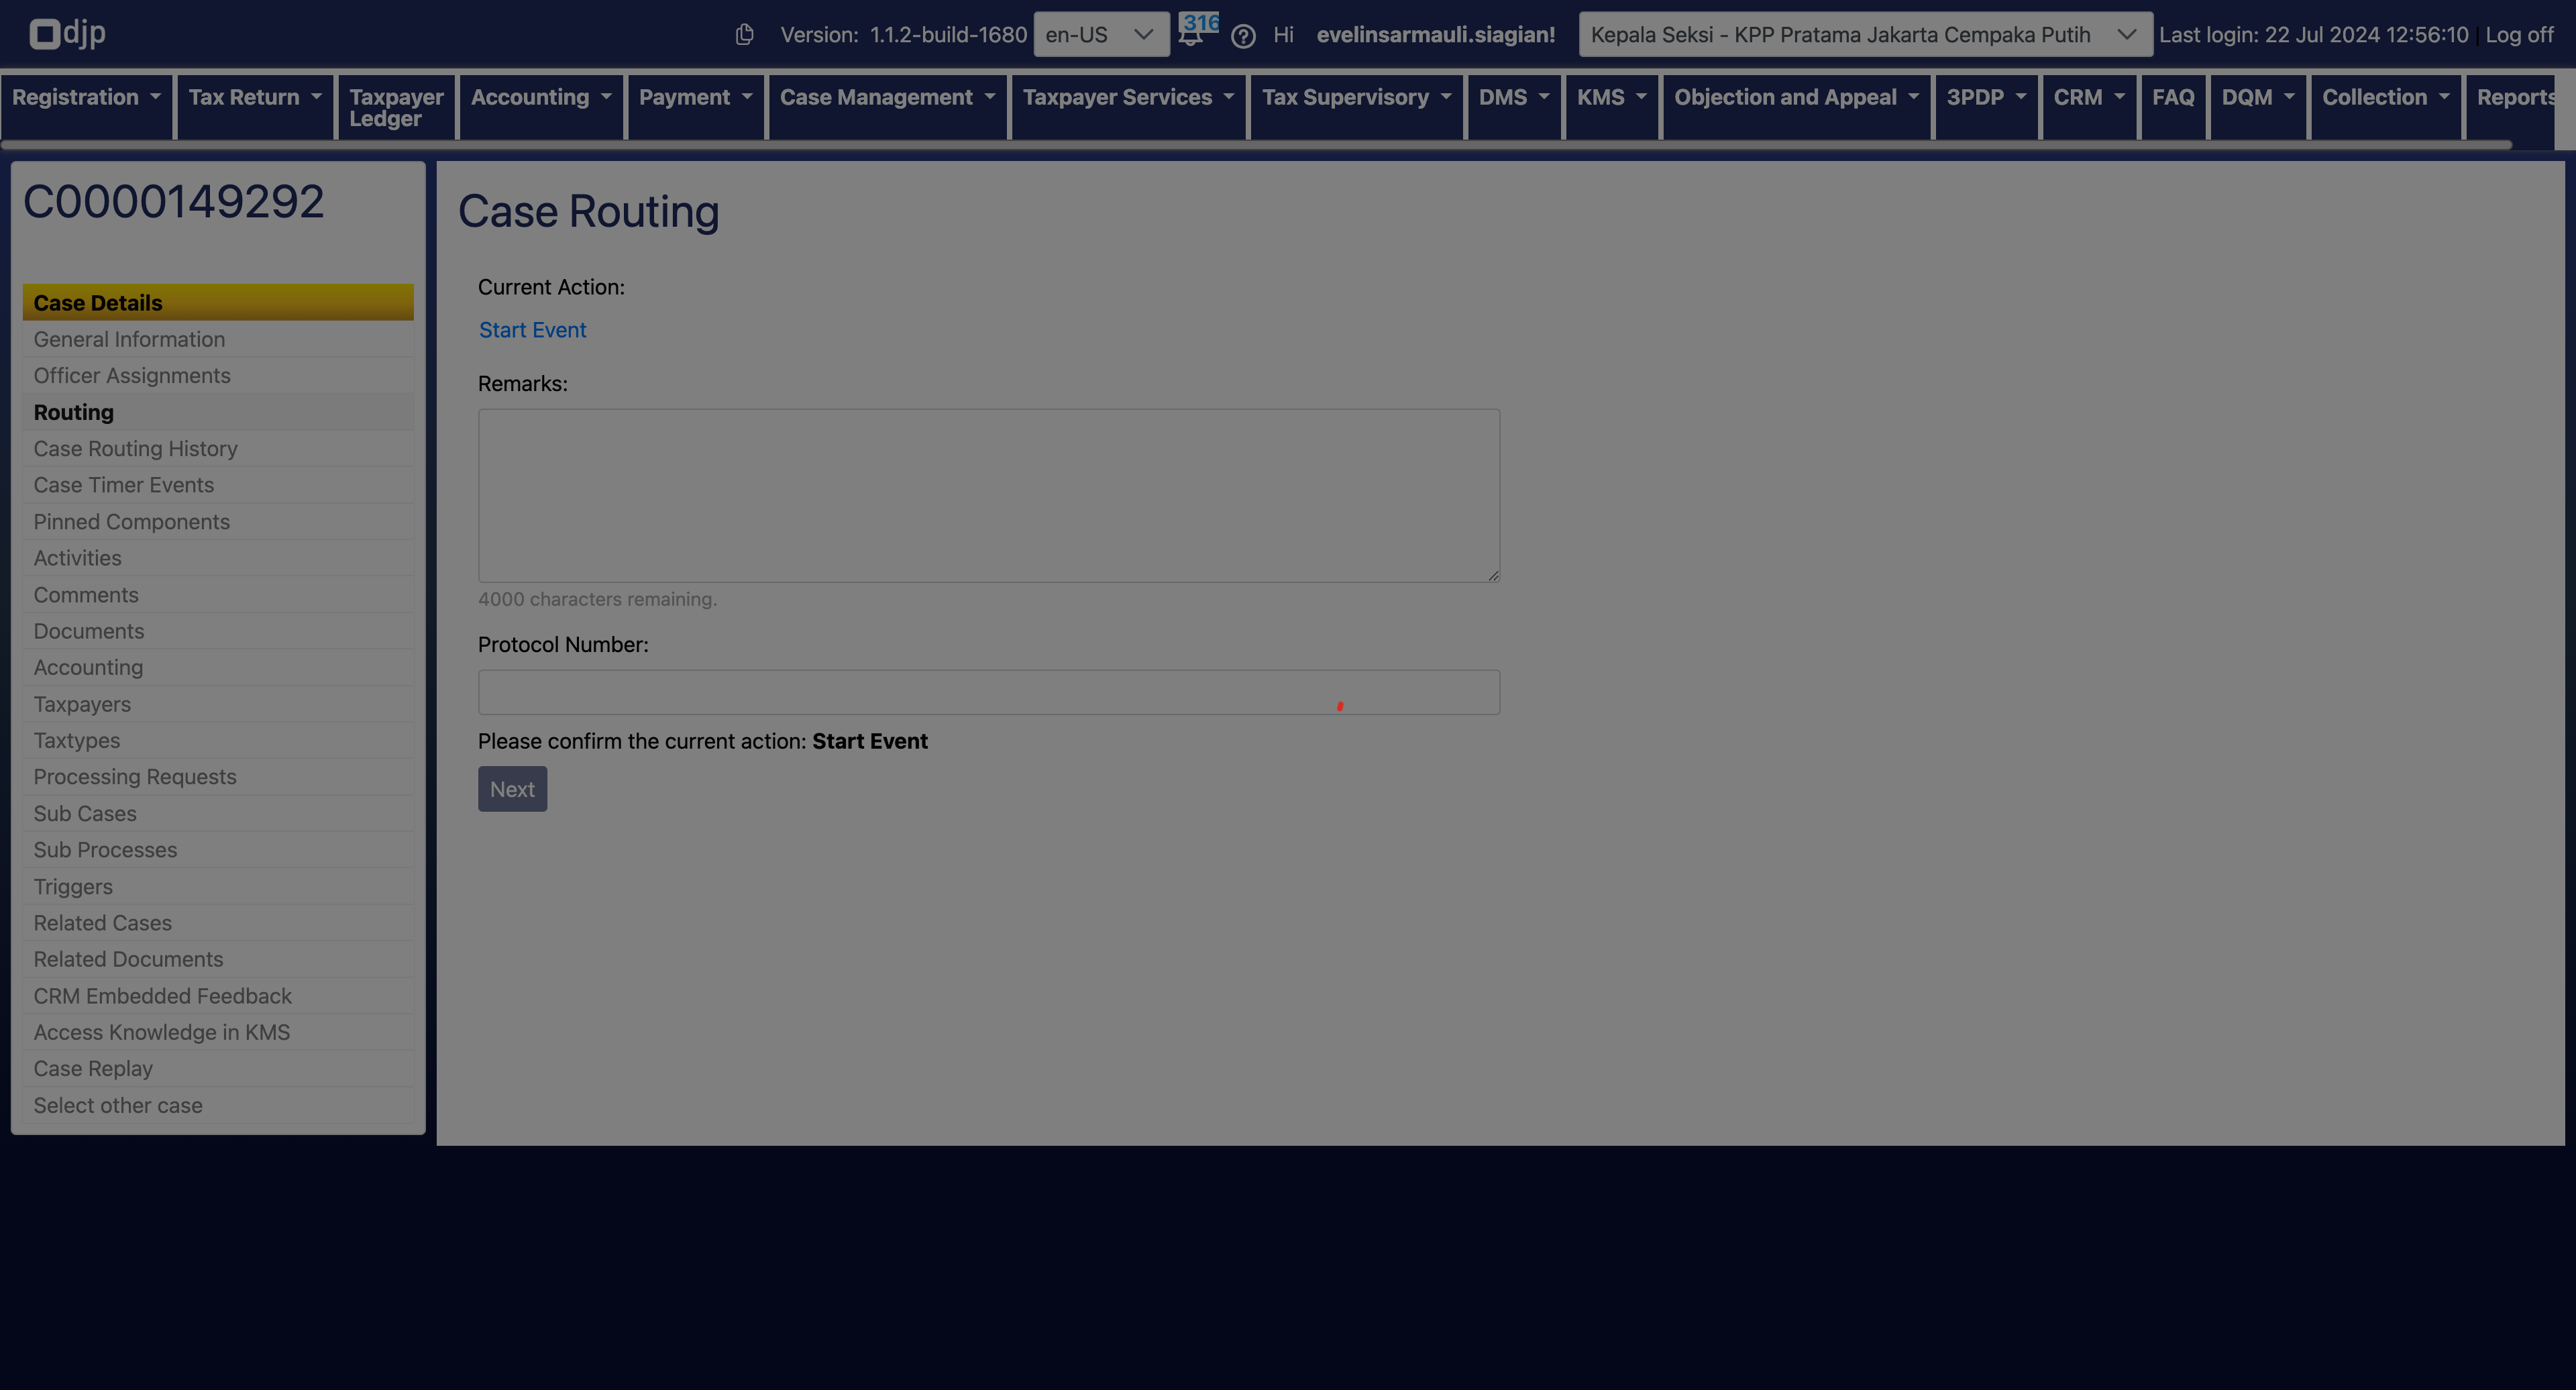 djp
Version: 1.1.2-build-1680 en-US 316 Hi evelinsarmauli.siagian! Kepala Seksi - KPP Pratama Jakarta Cempaka Putih Last login: 22 Jul 2024 12:56:10 Log off
Registration Tax Return Taxpayer Ledger Accounting Payment Case Management Taxpayer Services Tax Supervisory DMS KMS Objection and Appeal 3PDP CRM FAQ DQM Collection Reports
C0000149292
Case Details
General Information
Officer Assignments
Routing
Case Routing History
Case Timer Events
Pinned Components
Activities
Comments
Documents
Accounting
Taxpayers
Taxtypes
Processing Requests
Sub Cases
Sub Processes
Triggers
Related Cases
Related Documents
CRM Embedded Feedback
Access Knowledge in KMS
Case Replay
Select other case
Case Routing
Current Action:
Start Event
Remarks:
4000 characters remaining.
Protocol Number:
Please confirm the current action: Start Event
Next